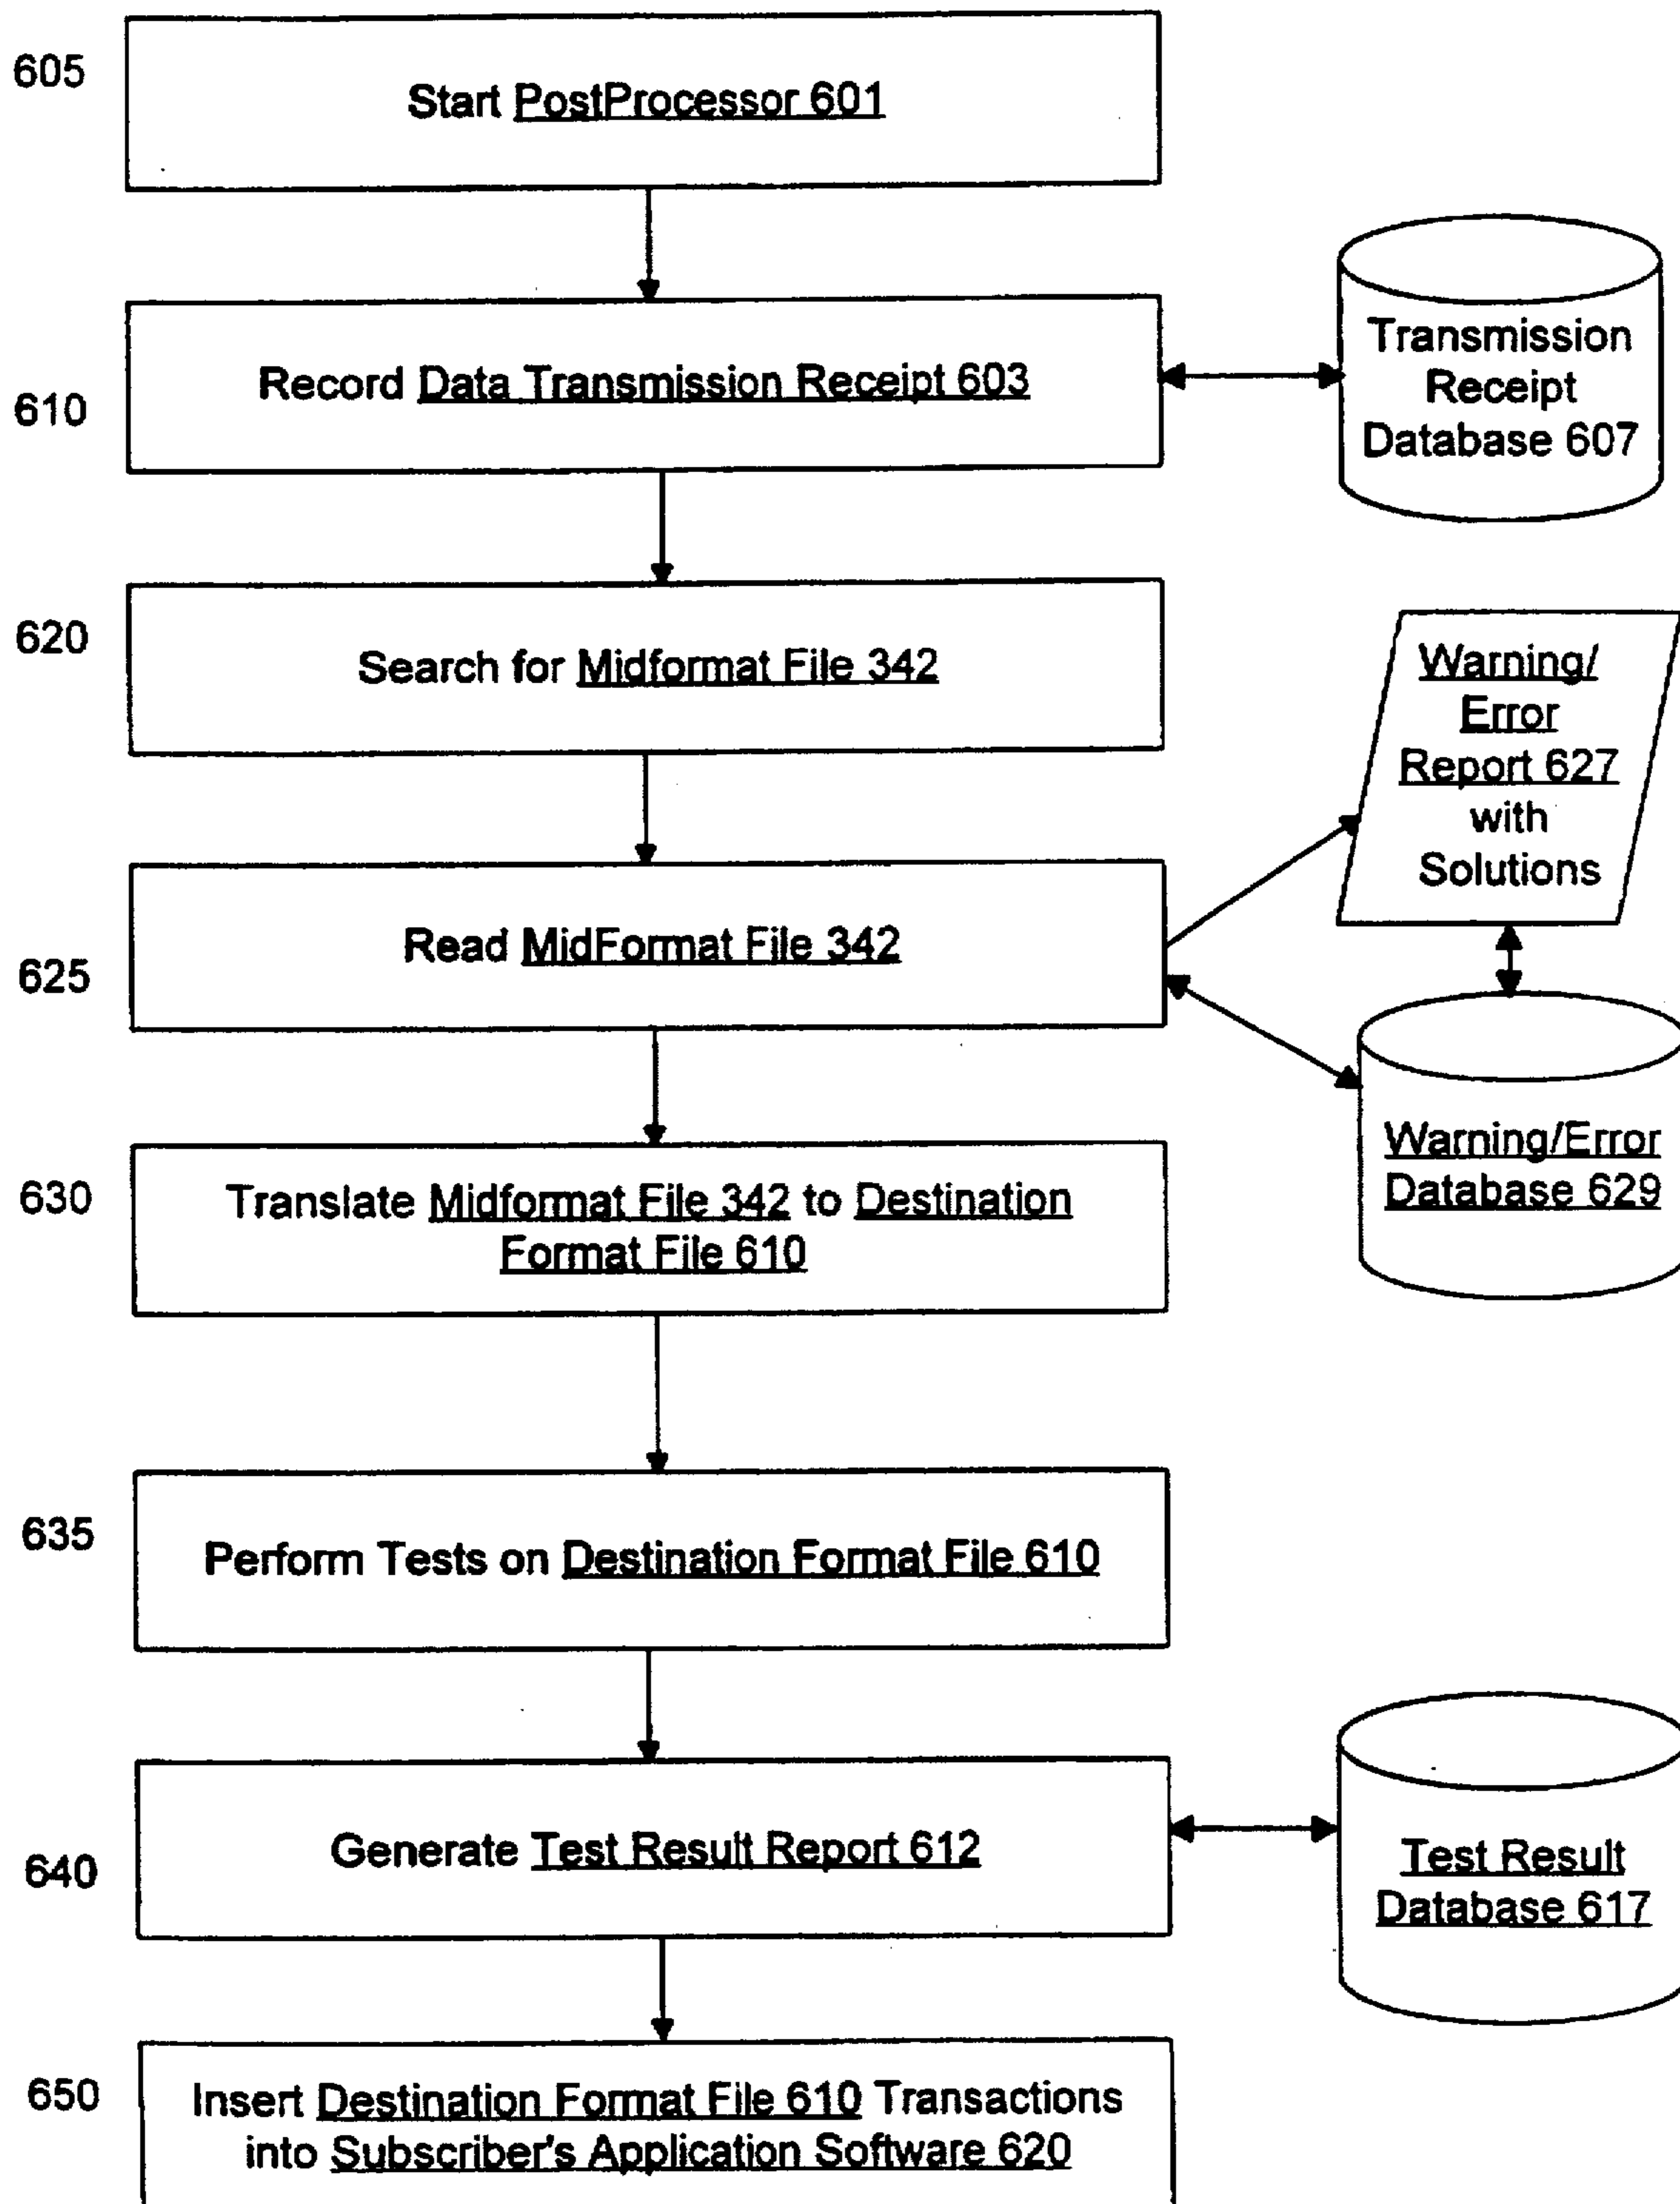 605
Start PostProcessor 601
610
Record Data Transmission Receipt 603
Transmission
Receipt
Database 607
620
Search for Midformat File 342
Warning/
Error
Report 627
with
Solutions
625
Read MidFormat File 342
Warning/Error
Database 629
630
Translate Midformat File 342 to Destination
Format File 610
635
Perform Tests on Destination Format File 610
640
Generate Test Result Report 612
Test Result
Database 617
650
Insert Destination Format File 610 Transactions
into Subscriber's Application Software 620